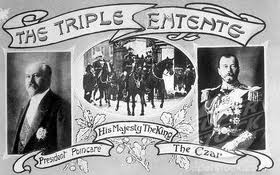 THE TRIPLE ENTENTE
His Majesty The King
President Poincare
The Czar